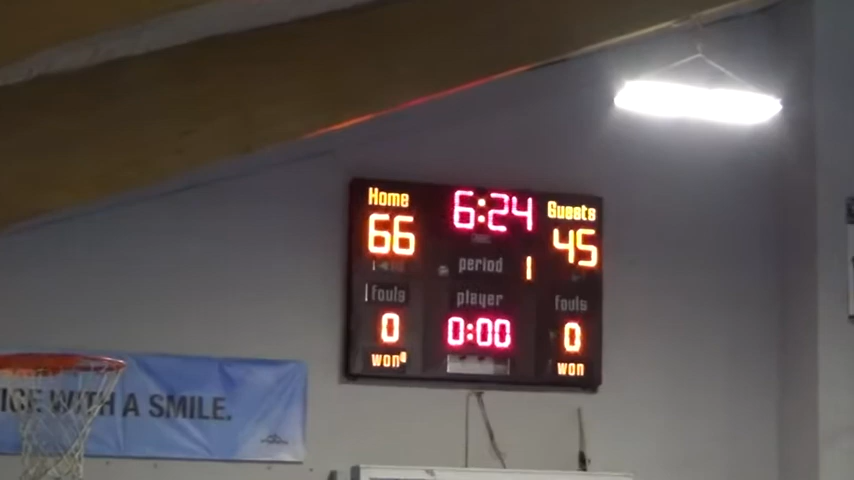 Home 6:24 Guests
66 45
period 1
fouls player fouls
0 0:00 0
won won
WITH A SMILE.